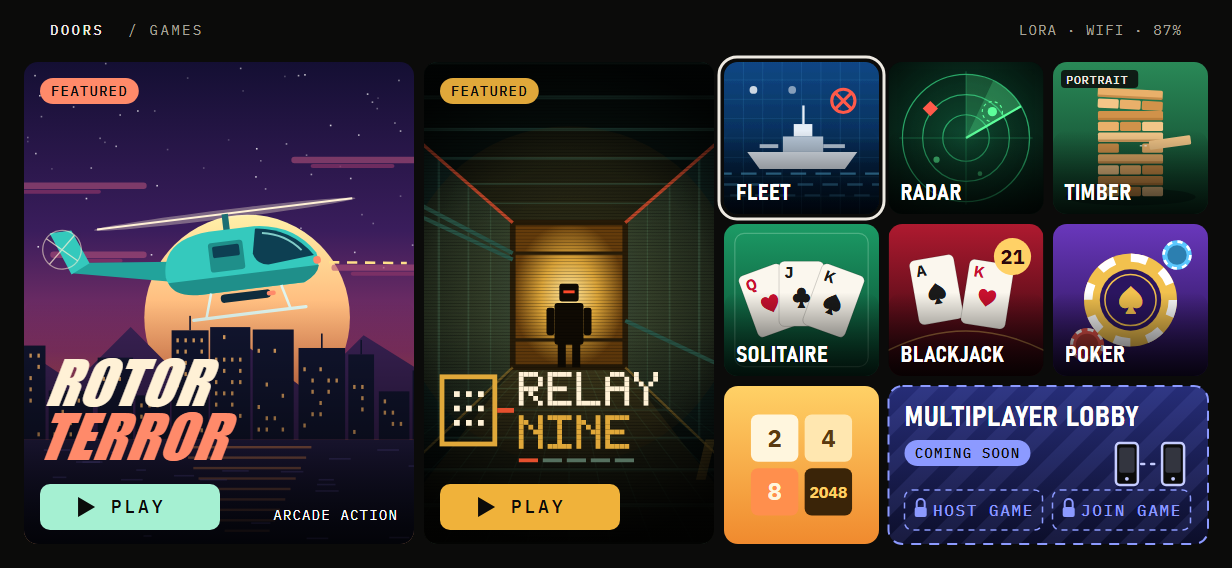 DOORS / GAMES
LORA · WIFI · 87%
FEATURED
ROTOR
TERROR
PLAY
ARCADE ACTION
FEATURED
RELAY
NINE
PLAY
FLEET
RADAR
PORTRAIT
TIMBER
Q
J
K
SOLITAIRE
A
K
21
BLACKJACK
POKER
2
4
8
2048
MULTIPLAYER LOBBY
COMING SOON
HOST GAME
JOIN GAME